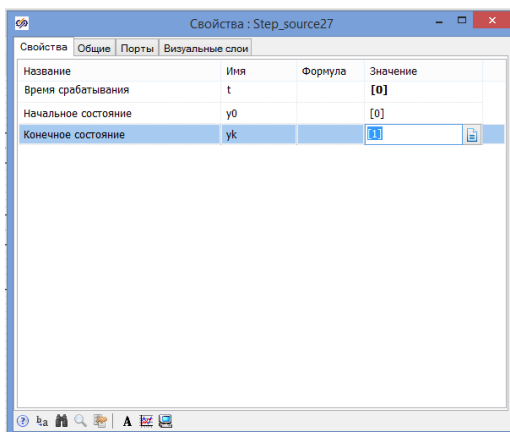 Свойства : Step_source27
Свойства Общие Порты Визуальные слои
Название Имя Формула Значение
Время срабатывания t [0]
Начальное состояние y0 [0]
Конечное состояние yk [1]